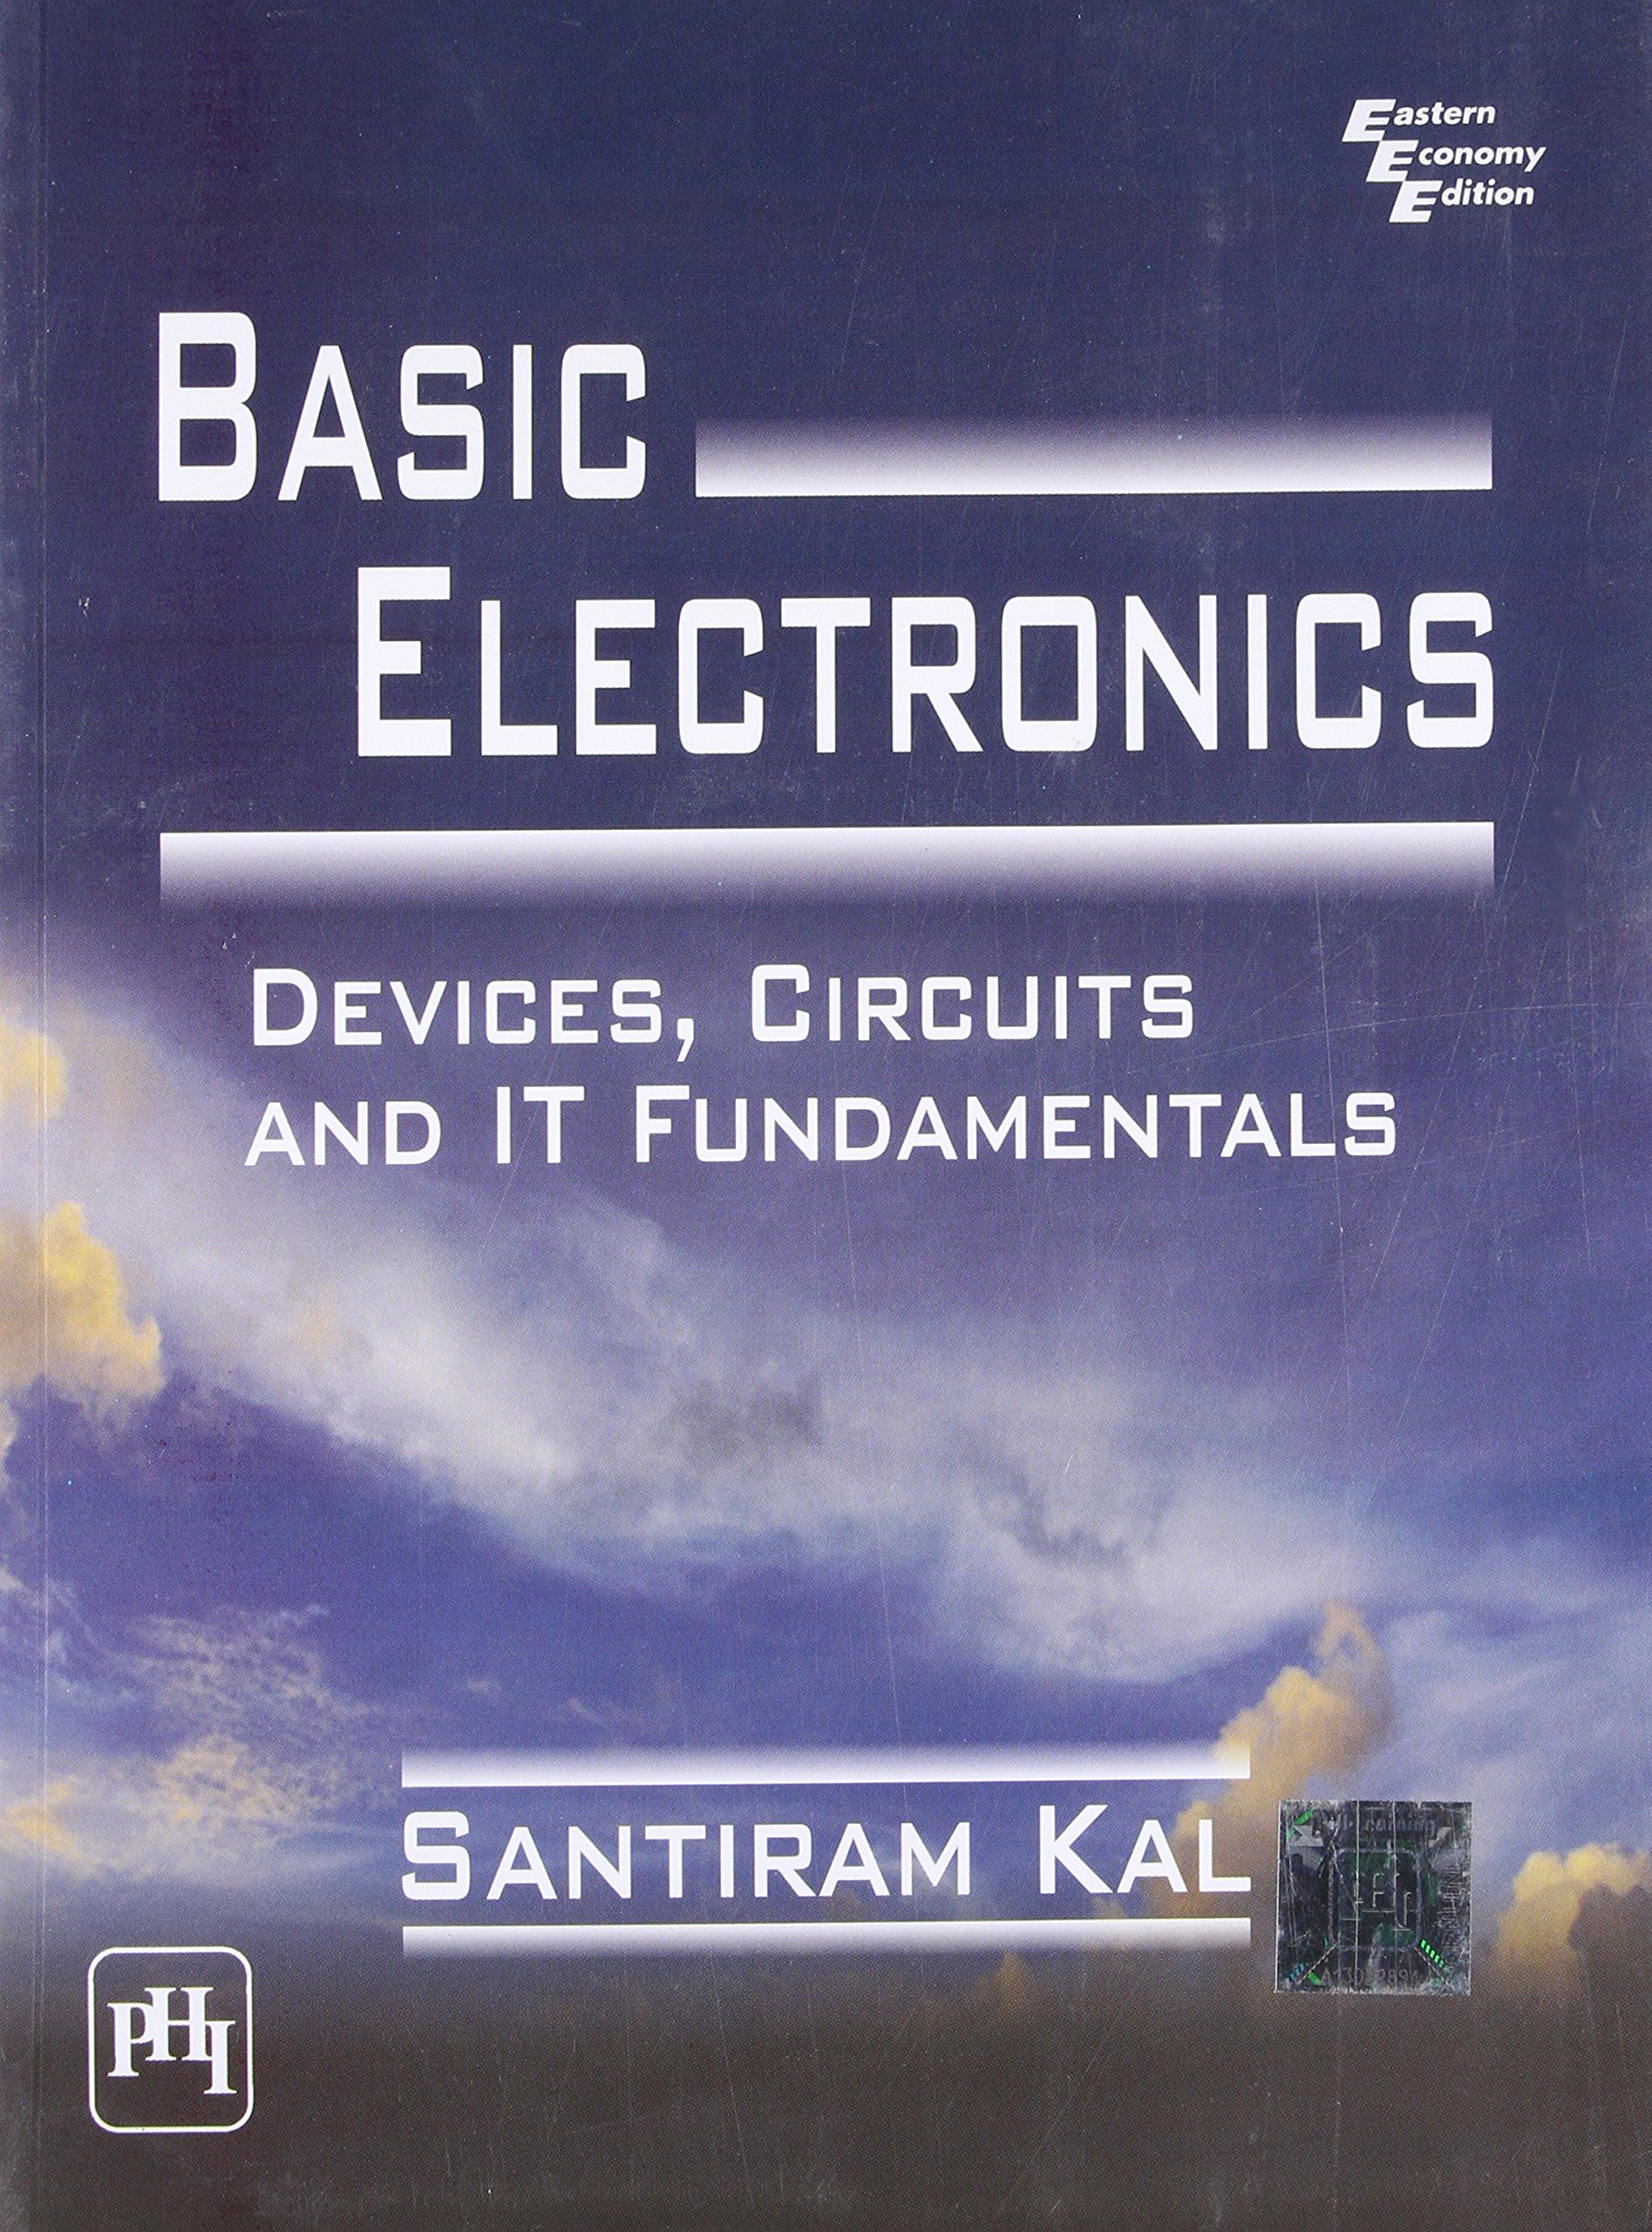 Eastern
Economy
Edition
BASIC
ELECTRONICS
DEVICES, CIRCUITS
AND IT FUNDAMENTALS
SANTIRAM KAL
PHI